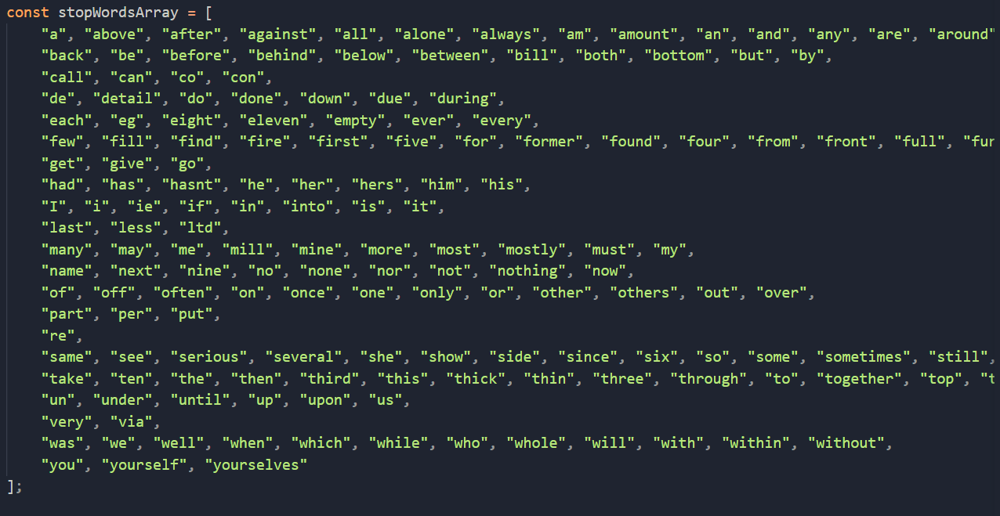 const stopWordsArray = [
"a", "above", "after", "against", "all", "alone", "always", "am", "amount", "an", "and", "any", "are", "around"
"back", "be", "before", "behind", "below", "between", "bill", "both", "bottom", "but", "by",
"call", "can", "co", "con",
"de", "detail", "do", "done", "down", "due", "during",
"each", "eg", "eight", "eleven", "empty", "ever", "every",
"few", "fill", "find", "fire", "first", "five", "for", "former", "found", "four", "from", "front", "full",
"get", "give", "go",
"had", "has", "hasnt", "he", "her", "hers", "him", "his",
"I", "i", "ie", "if", "in", "into", "is", "it",
"last", "less", "ltd",
"many", "may", "me", "mill", "mine", "more", "most", "mostly", "must", "my",
"name", "next", "nine", "no", "none", "nor", "not", "nothing", "now",
"of", "off", "often", "on", "once", "one", "only", "or", "other", "others", "out", "over",
"part", "per", "put",
"re",
"same", "see", "serious", "several", "she", "show", "side", "since", "six", "so", "some", "sometimes", "still",
"take", "ten", "the", "then", "third", "this", "thick", "thin", "three", "through", "to", "together", "top",
"un", "under", "until", "up", "upon", "us",
"very", "via",
"was", "we", "well", "when", "which", "while", "who", "whole", "will", "with", "within", "without",
"you", "yourself", "yourselves"
];